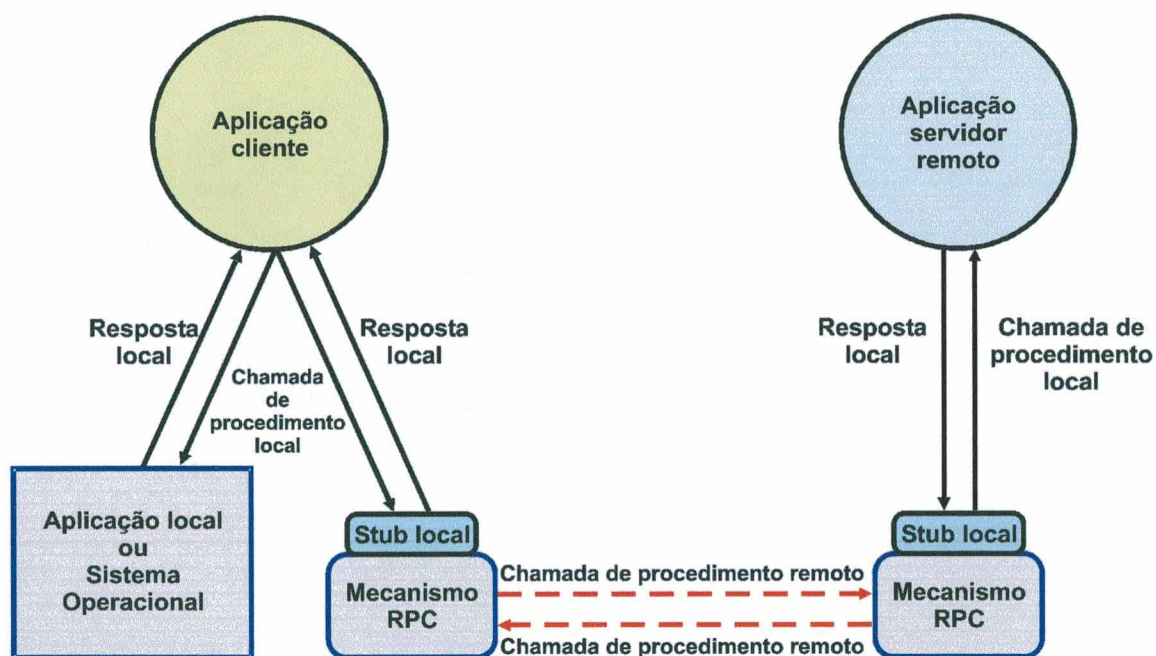 Aplicação
cliente
Aplicação
servidor
remoto
Resposta
local
Chamada
de
procedimento
local
Resposta
local
Resposta
local
Chamada de
procedimento
local
Aplicação local
ou
Sistema
Operacional
Stub local
Mecanismo
RPC
Chamada de procedimento remoto
Chamada de procedimento remoto
Stub local
Mecanismo
RPC